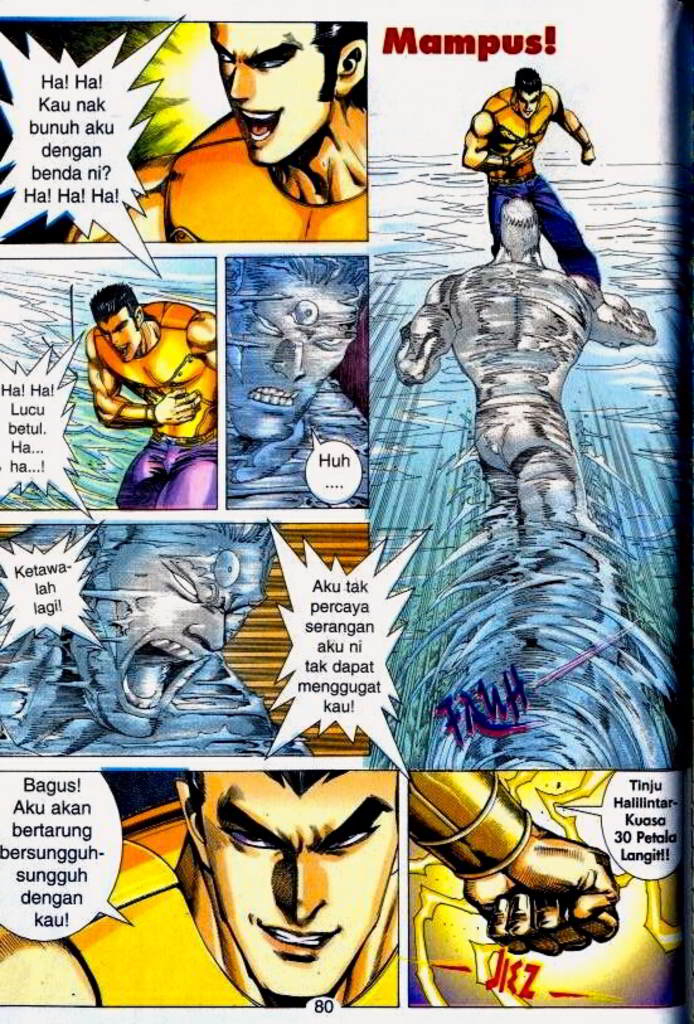 Mampus!
Ha! Ha!
Kau nak
bunuh aku
dengan
benda ni?
Ha! Ha! Ha!
Ha! Ha!
Lucu
betul.
Ha...
ha...!
Huh
....
Ketawa-
lah
lagi!
Aku tak
percaya
serangan
aku ni
tak dapat
menggugat
kau!
Bagus!
Aku akan
bertarung
bersungguh-
sungguh
dengan
kau!
Tinju
Halilintar-
Kuasa
30 Petala
Langit!!
JIEZ
80